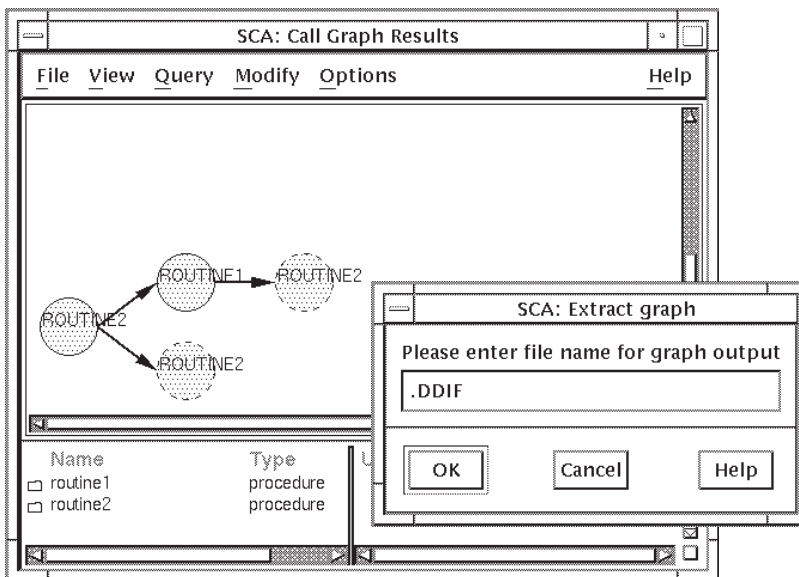 SCA: Call Graph Results
File View Query Modify Options Help
ROUTINE1 ROUTINE2
ROUTINE2
ROUTINE2
SCA: Extract graph
Please enter file name for graph output
.DDIF
OK Cancel Help
Name Type
routine1 procedure
routine2 procedure